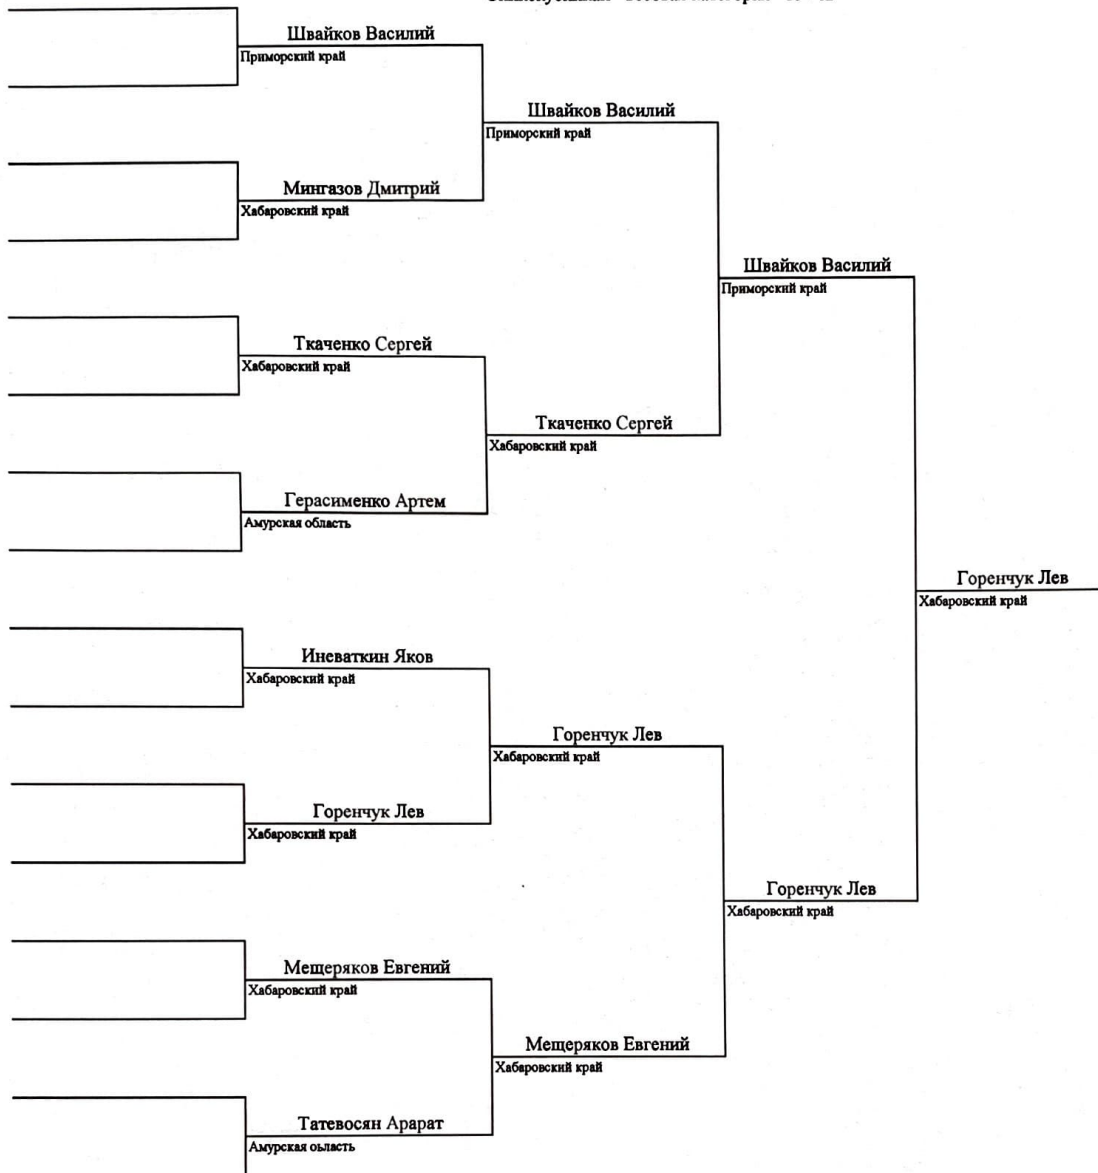 Швайков Василий
Приморский край
Швайков Василий
Приморский край
Мингазов Дмитрий
Хабаровский край
Швайков Василий
Приморский край
Ткаченко Сергей
Хабаровский край
Ткаченко Сергей
Хабаровский край
Герасименко Артем
Амурская область
Горенчук Лев
Хабаровский край
Иневаткин Яков
Хабаровский край
Горенчук Лев
Хабаровский край
Горенчук Лев
Хабаровский край
Горенчук Лев
Хабаровский край
Мещеряков Евгений
Хабаровский край
Мещеряков Евгений
Хабаровский край
Татевосян Арарат
Амурская оьласть